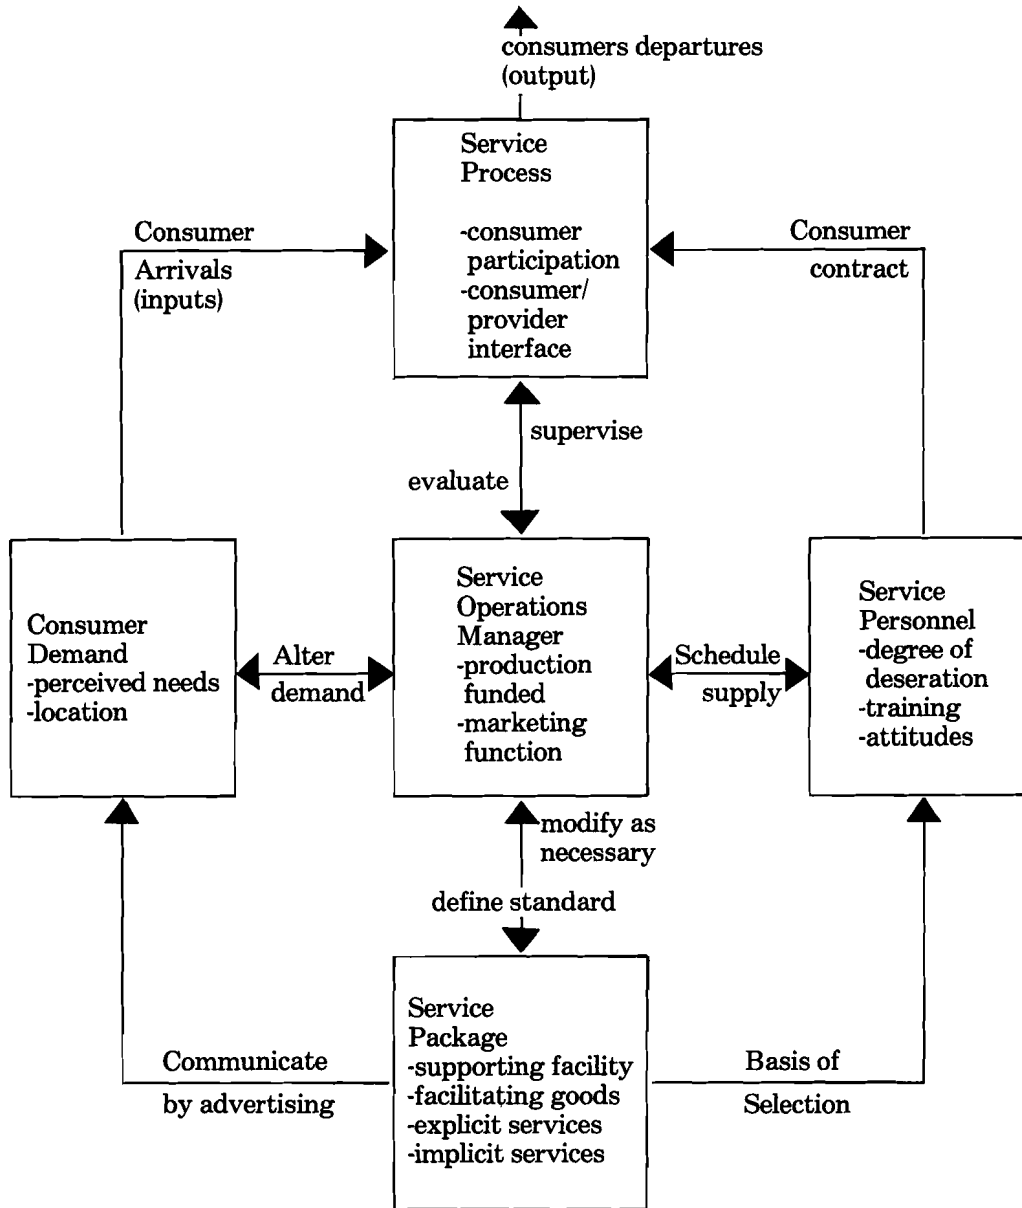 consumers departures
(output)
Service
Process
-consumer
participation
-consumer/
provider
interface
Consumer
Arrivals
(inputs)
Consumer
contract
supervise
evaluate
Consumer
Demand
-perceived needs
-location
Alter
demand
Service
Operations
Manager
-production
funded
-marketing
function
Schedule
supply
Service
Personnel
-degree of
deseration
-training
-attitudes
modify as
necessary
define standard
Service
Package
-supporting facility
-facilitating goods
-explicit services
-implicit services
Communicate
by advertising
Basis of
Selection